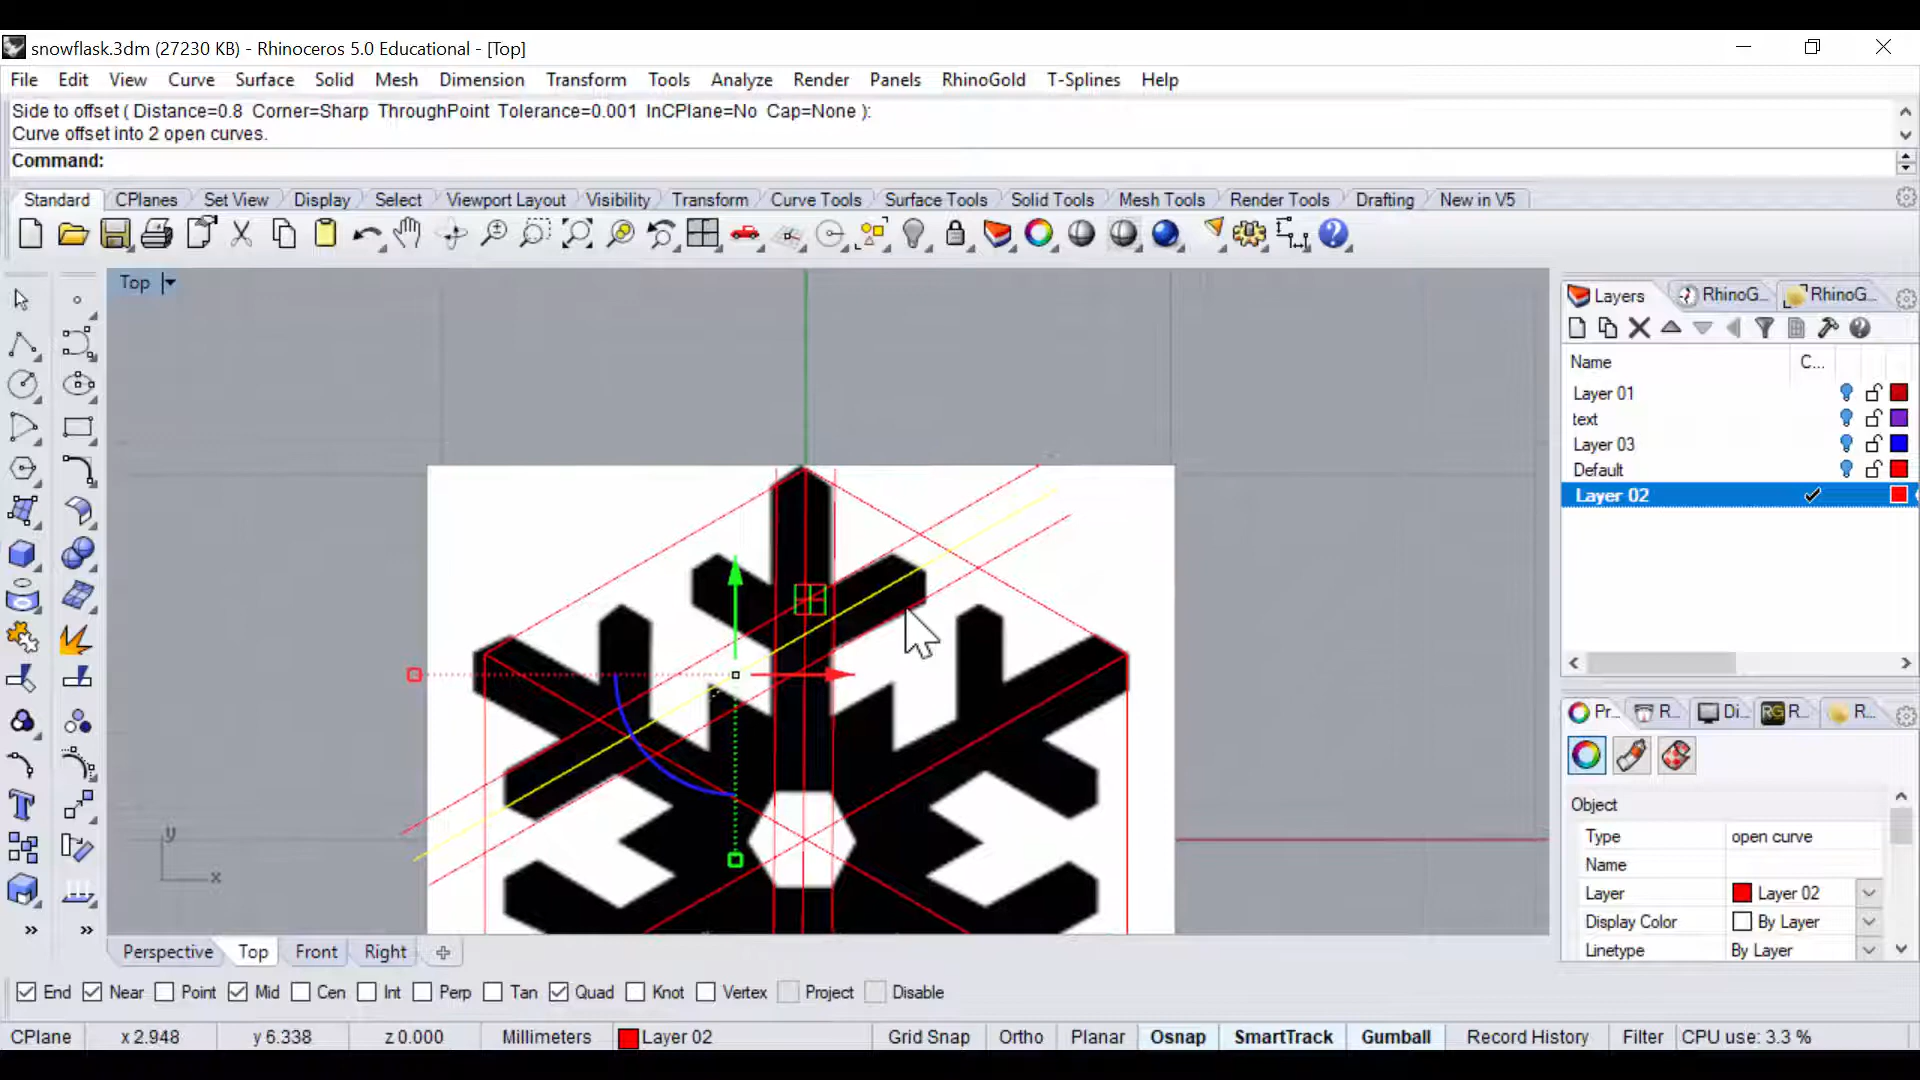 snowflask.3dm (27230 KB) - Rhinoceros 5.0 Educational - [Top]
File Edit View Curve Surface Solid Mesh Dimension Transform Tools Analyze Render Panels RhinoGold T-Splines Help
Side to offset ( Distance=0.8 Corner=Sharp ThroughPoint Tolerance=0.001 InCPlane=No Cap=None ):
Curve offset into 2 open curves.
Command:
Standard CPlanes Set View Display Select Viewport Layout Visibility Transform Curve Tools Surface Tools Solid Tools Mesh Tools Render Tools Drafting New in V5
Top
Layers RhinoG... RhinoG...
Name C...
Layer 01
text
Layer 03
Default
Layer 02
Pr... R... Di... R... R...
Object
Type open curve
Name
Layer Layer 02
Display Color By Layer
Linetype By Layer
y
x
Perspective Top Front Right
End Near Point Mid Cen Int Perp Tan Quad Knot Vertex Project Disable
CPlane x 2.948 y 6.338 z 0.000 Millimeters Layer 02 Grid Snap Ortho Planar Osnap SmartTrack Gumball Record History Filter CPU use: 3.3 %